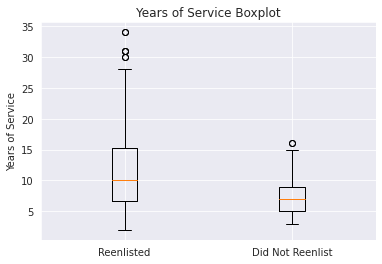 Years of Service Boxplot
35
30
25
20
15
10
5
Years of Service
Reenlisted
Did Not Reenlist